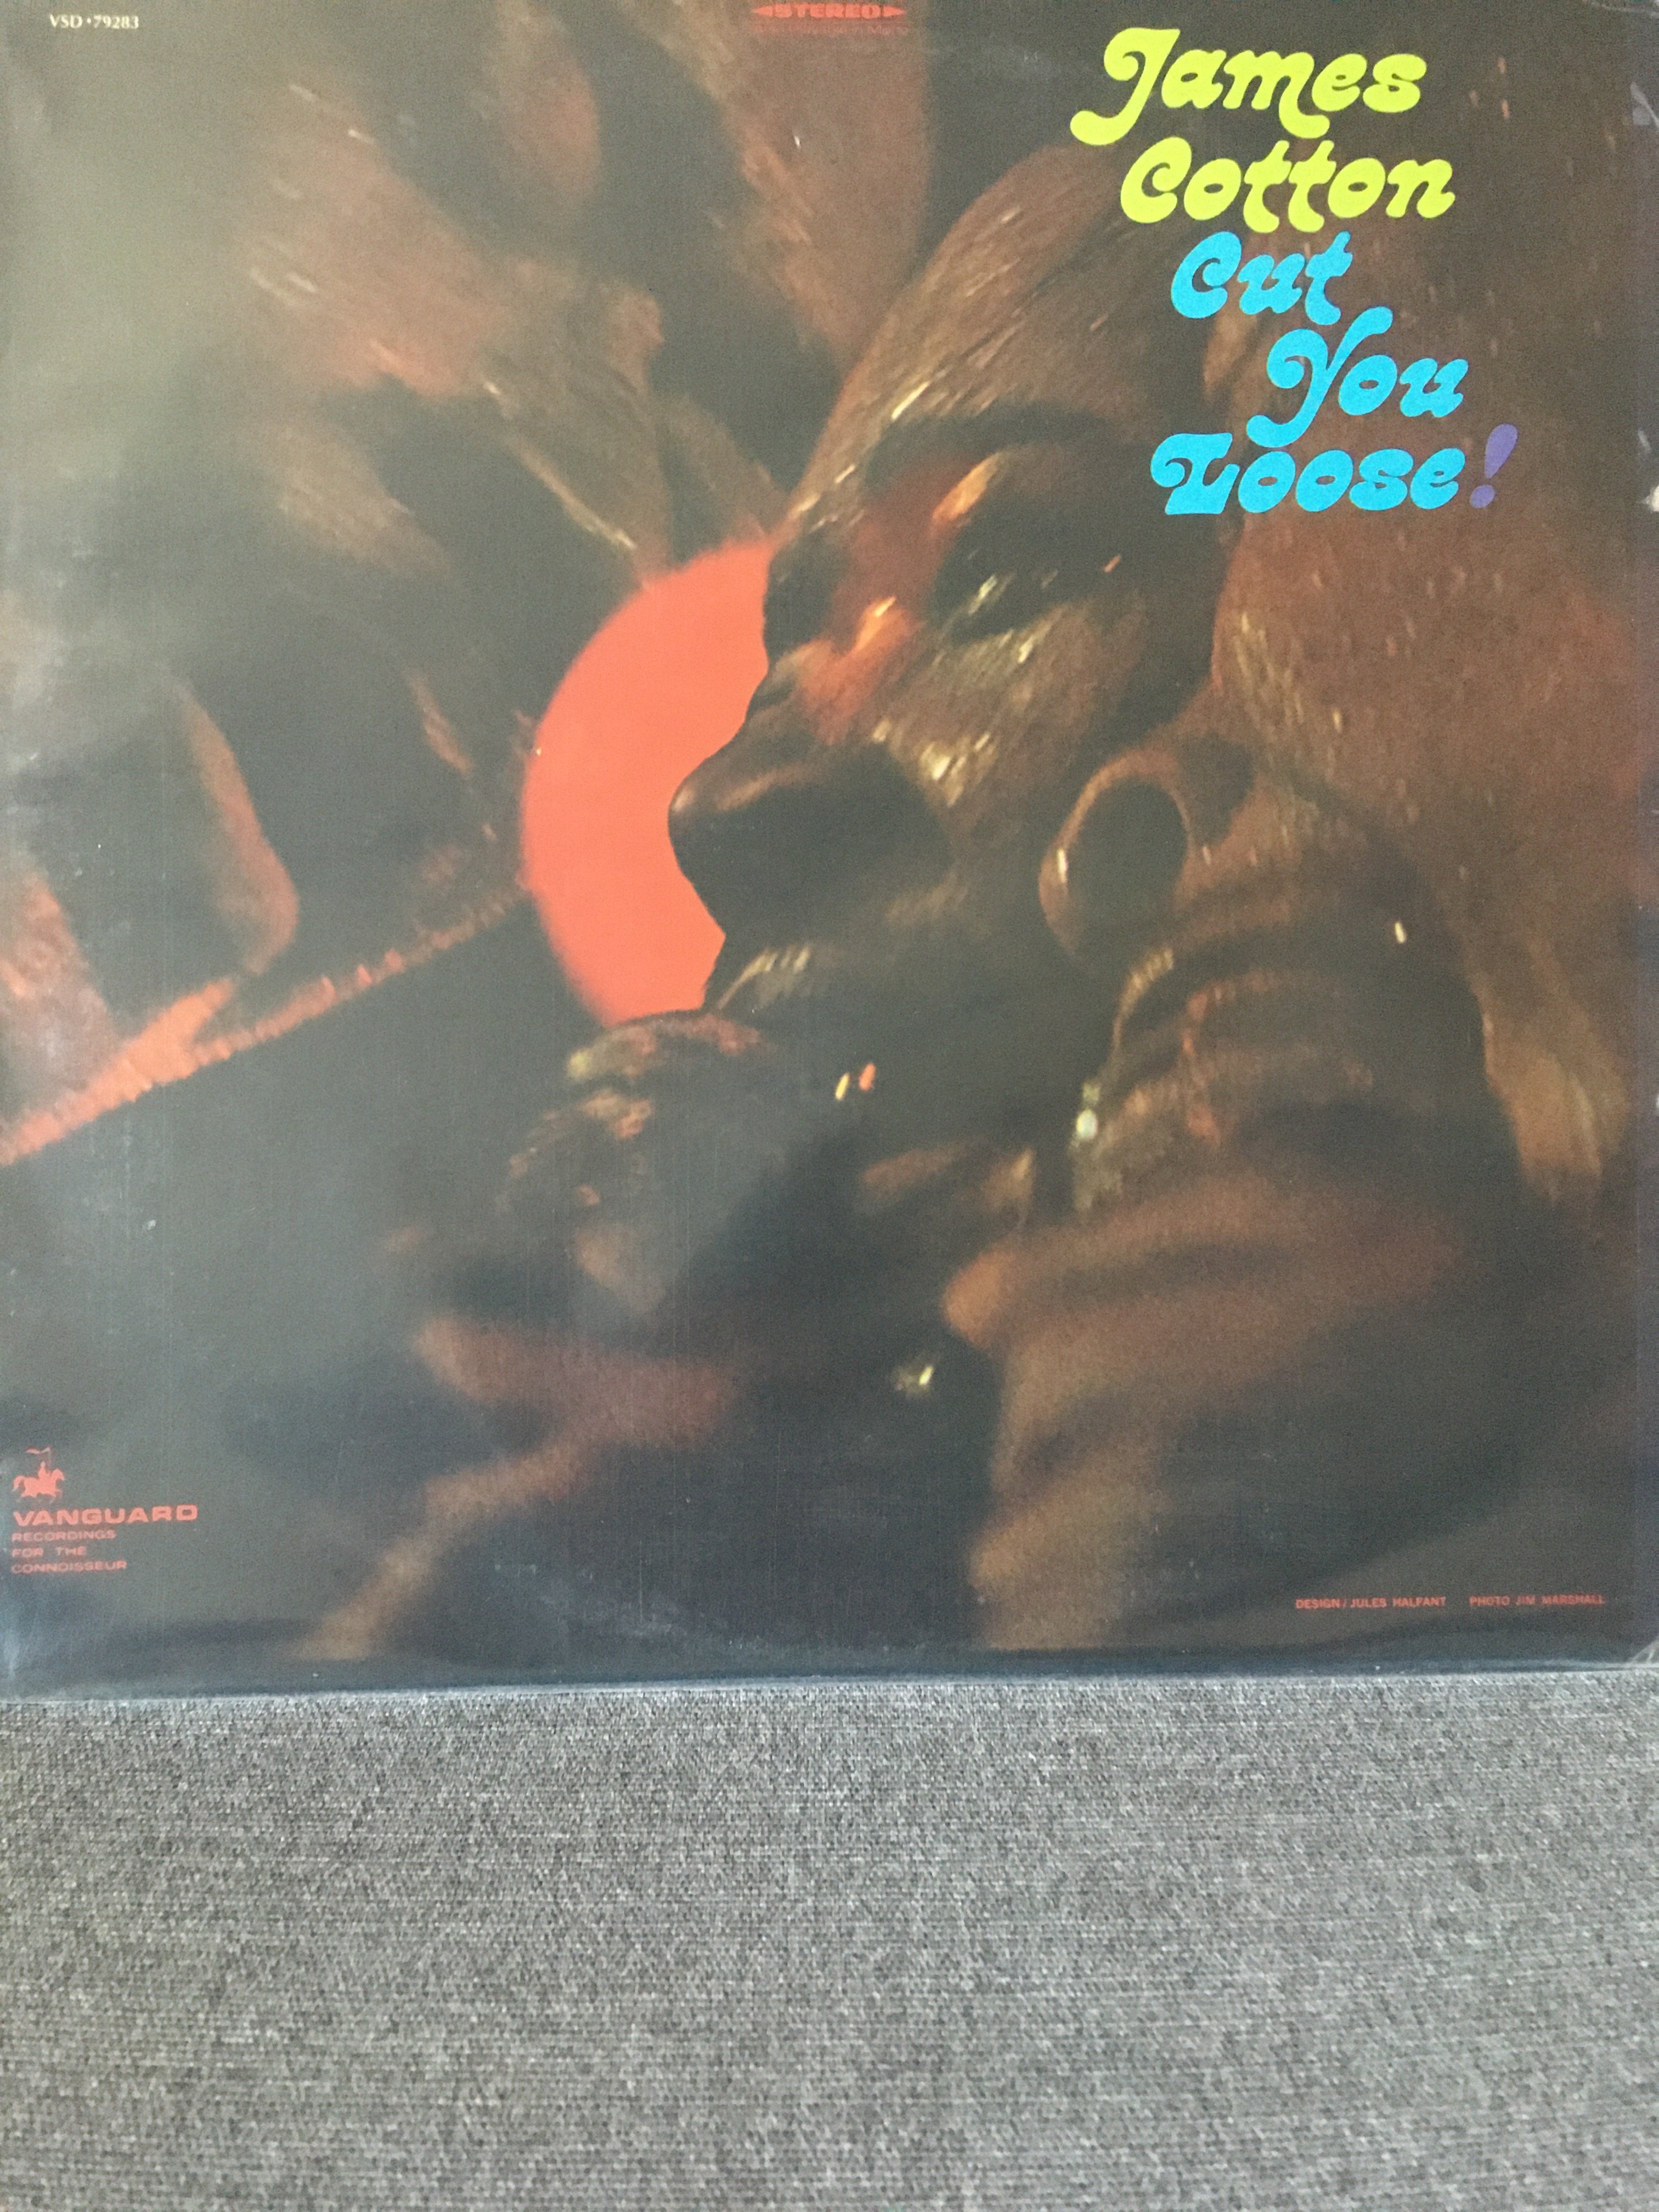 VSD•79283
STEREO
James
Cotton
Cut
You
Loose!
VANGUARD
RECORDINGS
FOR THE
CONNOISSEUR
DESIGN/JULES HALFANT PHOTO JIM MARSHALL